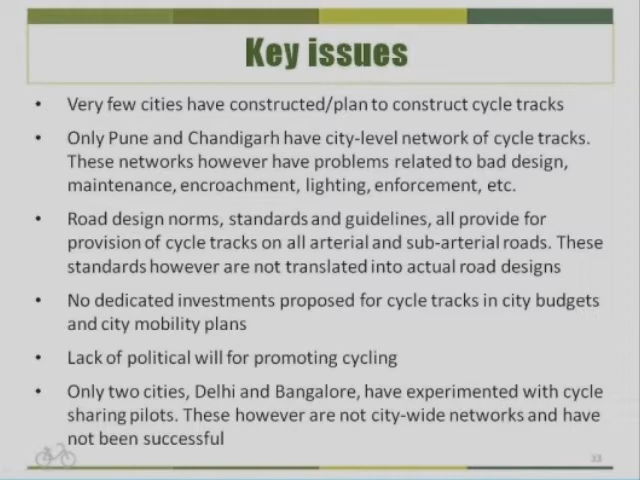 Key issues
• Very few cities have constructed/plan to construct cycle tracks
• Only Pune and Chandigarh have city-level network of cycle tracks.
These networks however have problems related to bad design,
maintenance, encroachment, lighting, enforcement, etc.
• Road design norms, standards and guidelines, all provide for
provision of cycle tracks on all arterial and sub-arterial roads. These
standards however are not translated into actual road designs
• No dedicated investments proposed for cycle tracks in city budgets
and city mobility plans
• Lack of political will for promoting cycling
• Only two cities, Delhi and Bangalore, have experimented with cycle
sharing pilots. These however are not city-wide networks and have
not been successful
33